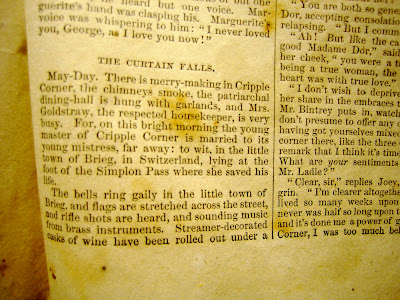 the heard but one voice. Mar-
guerite's hand was clasping his. Marguerite's
voice was whispering to him: "I never loved
you, George, as I love you now!"
THE CURTAIN FALLS.
May-Day. There is merry-making in Cripple
Corner, the chimneys smoke, the patriarchal
dining-hall is hung with garlands, and Mrs.
Goldstraw, the respected housekeeper, is very
busy. For, on this bright morning the young
master of Cripple Corner is married to its
young mistress, far away: to wit, in the little
town of Brieg, in Switzerland, lying at the
foot of the Simplon Pass where she saved his
life.
The bells ring gaily in the little town of
Brieg, and flags are stretched across the street,
and rifle shots are heard, and sounding music
from brass instruments. Streamer-decorated
casks of wine have been rolled out under a
"You are both so gener
Dor, accepting consolation
relapsing. "But I comm
"Ah! But like the ca
good Madame Dor," said
her cheek, "you were a tr
being a true woman, the
heart was with true love."
"I don't wish to deprive
her share in the embraces t
Mr. Bintrey puts in, watch
don't presume to offer any o
having got yourselves mixed
corner there, like the three
remark that I think it's time
What are your sentiments
Mr. Ladle?"
"Clear, sir," replies Joey,
grin. "I'm clearer altogether
lived so many weeks upon
never was half so long upon t
and it's done me a power of g
Corner, I was too much bel